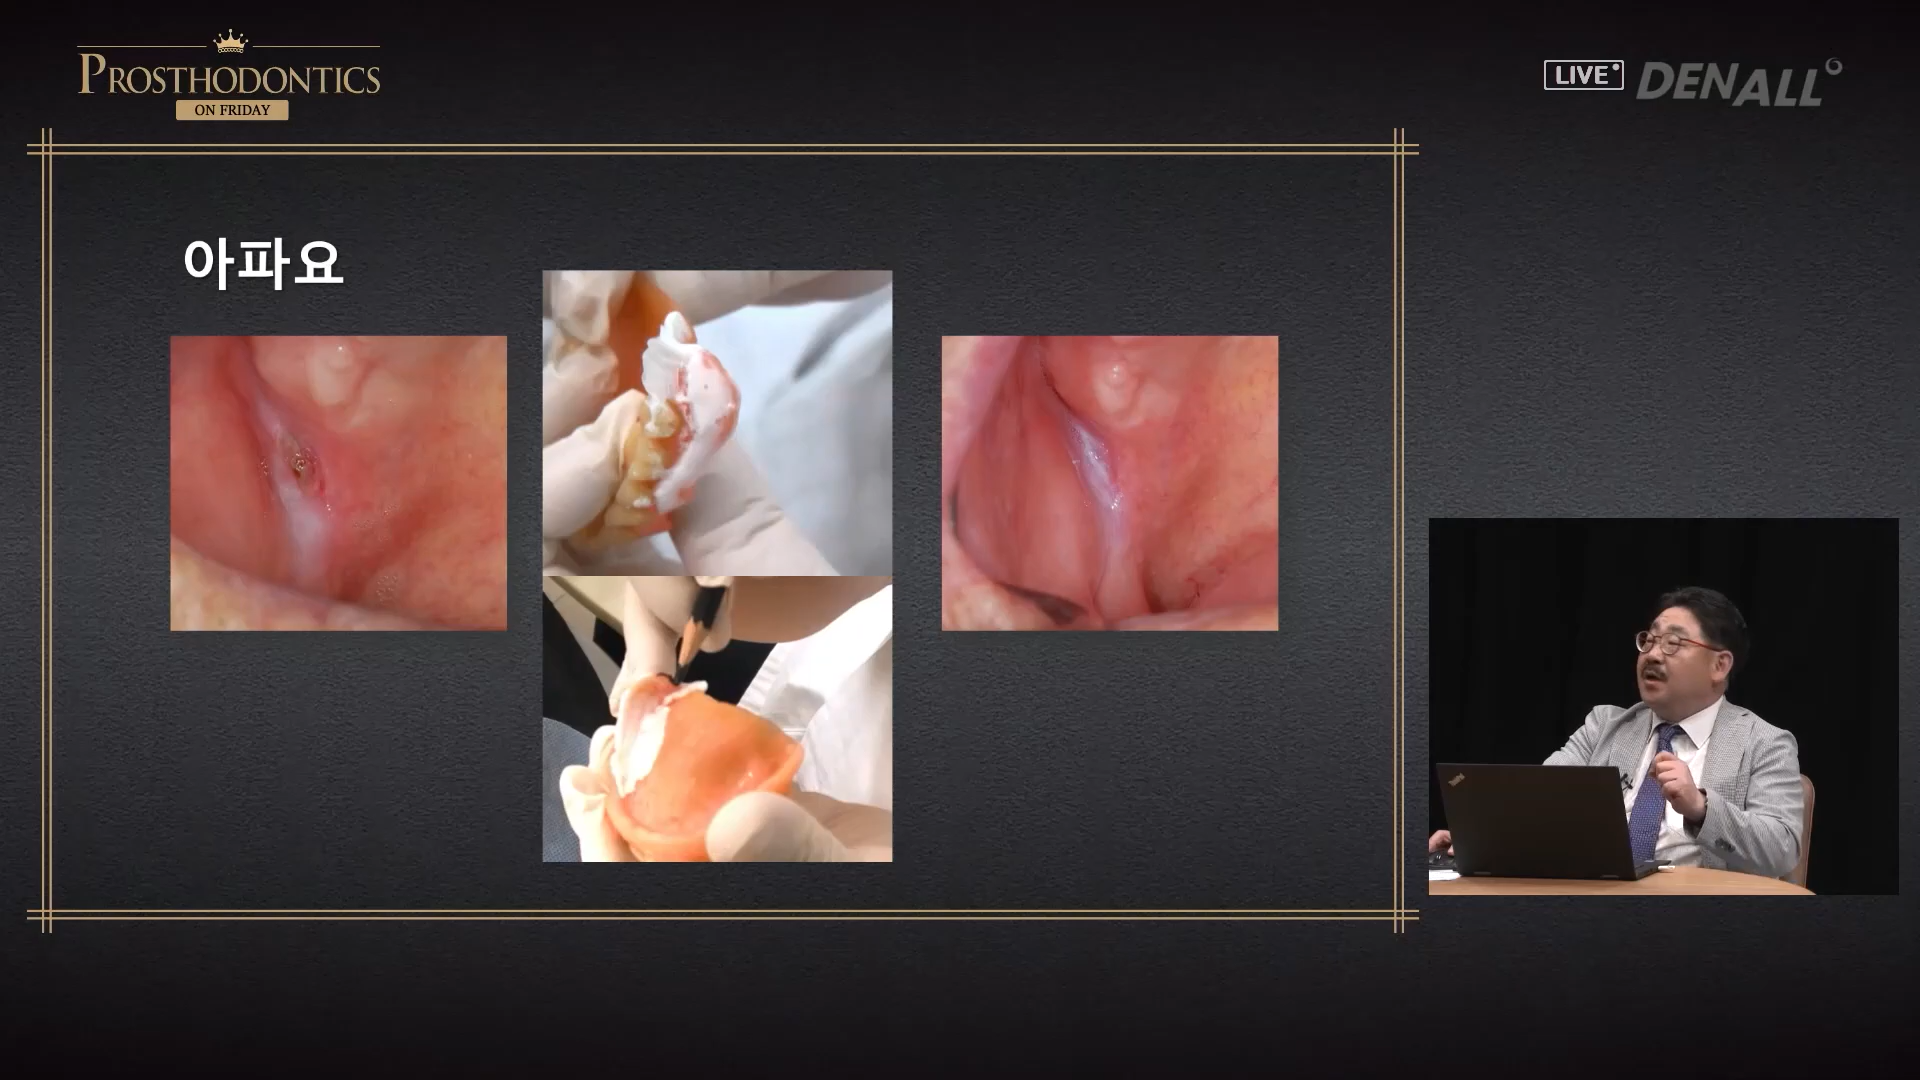 PROSTHODONTICS
ON FRIDAY
LIVE
DENALL
아파요